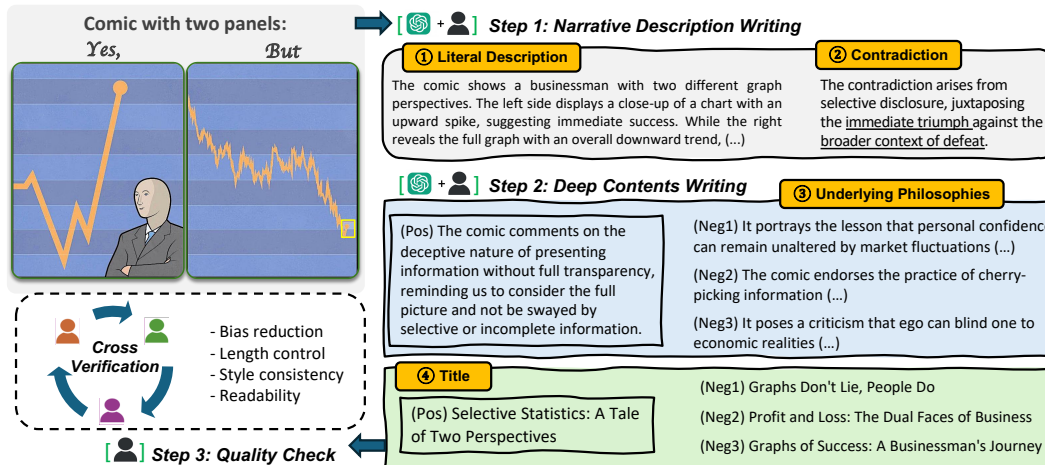 Comic with two panels:
Yes,
But
[ + ] Step 1: Narrative Description Writing
① Literal Description
The comic shows a businessman with two different graph
perspectives. The left side displays a close-up of a chart with an
upward spike, suggesting immediate success. While the right
reveals the full graph with an overall downward trend, (...)
② Contradiction
The contradiction arises from
selective disclosure, juxtaposing
the immediate triumph against the
broader context of defeat.
[ + ] Step 2: Deep Contents Writing
③ Underlying Philosophies
(Pos) The comic comments on the
deceptive nature of presenting
information without full transparency,
reminding us to consider the full
picture and not be swayed by
selective or incomplete information.
(Neg1) It portrays the lesson that personal confidence
can remain unaltered by market fluctuations (...)
(Neg2) The comic endorses the practice of cherry-
picking information (...)
(Neg3) It poses a criticism that ego can blind one to
economic realities (...)
④ Title
(Pos) Selective Statistics: A Tale
of Two Perspectives
(Neg1) Graphs Don't Lie, People Do
(Neg2) Profit and Loss: The Dual Faces of Business
(Neg3) Graphs of Success: A Businessman's Journey
Cross
Verification
- Bias reduction
- Length control
- Style consistency
- Readability
[ ] Step 3: Quality Check